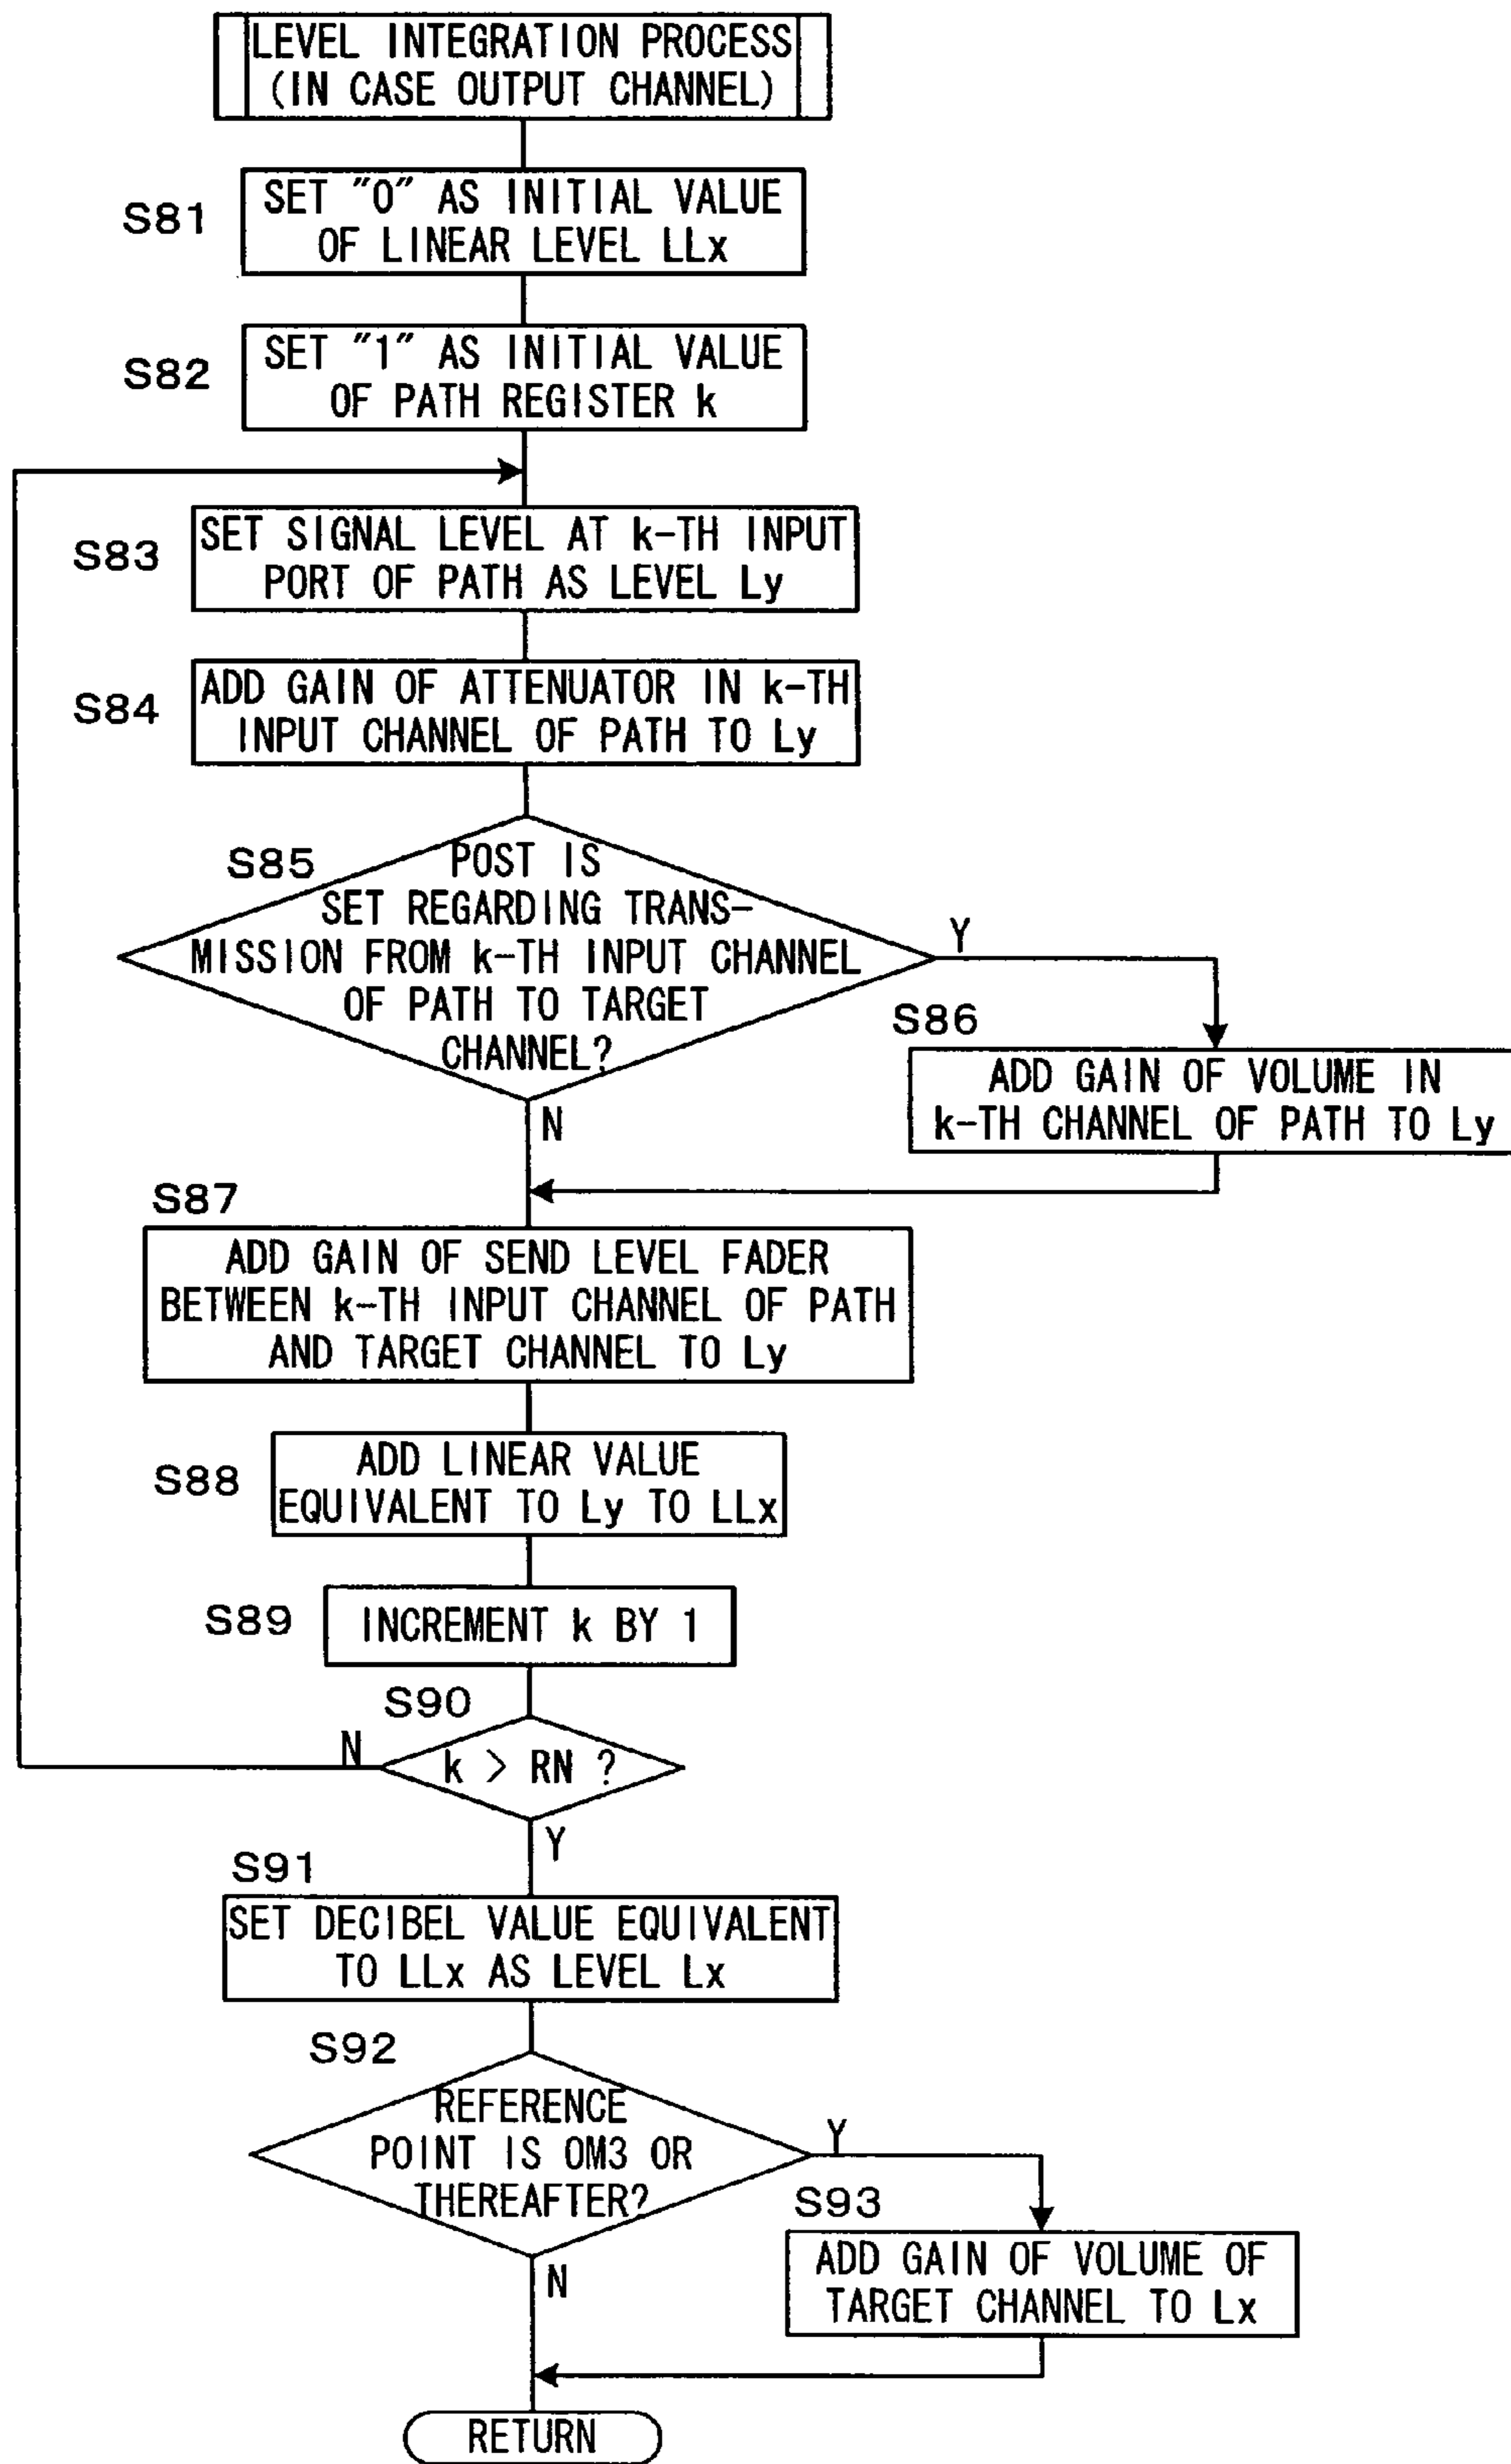 LEVEL INTEGRATION PROCESS
(IN CASE OUTPUT CHANNEL)
S81
SET "0" AS INITIAL VALUE
OF LINEAR LEVEL LLx
S82
SET "1" AS INITIAL VALUE
OF PATH REGISTER k
S83
SET SIGNAL LEVEL AT k-TH INPUT
PORT OF PATH AS LEVEL Ly
S84
ADD GAIN OF ATTENUATOR IN k-TH
INPUT CHANNEL OF PATH TO Ly
S85
POST IS
SET REGARDING TRANS-
MISSION FROM k-TH INPUT CHANNEL
OF PATH TO TARGET
CHANNEL?
Y
N
S86
ADD GAIN OF VOLUME IN
k-TH CHANNEL OF PATH TO Ly
S87
ADD GAIN OF SEND LEVEL FADER
BETWEEN k-TH INPUT CHANNEL OF PATH
AND TARGET CHANNEL TO Ly
S88
ADD LINEAR VALUE
EQUIVALENT TO Ly TO LLx
S89
INCREMENT k BY 1
S90
N
k > RN ?
Y
S91
SET DECIBEL VALUE EQUIVALENT
TO LLx AS LEVEL Lx
S92
REFERENCE
POINT IS OM3 OR
THEREAFTER?
Y
N
S93
ADD GAIN OF VOLUME OF
TARGET CHANNEL TO Lx
RETURN